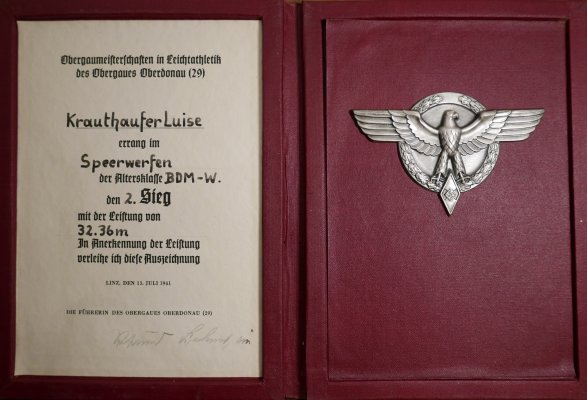 Obergaumeisterschaften in Leichtathletik
des Obergaues Oberdonau (29)
Krauthaufer Luise
errang im
Speerwerfen
der Altersklasse BDM-W.
den 2. Sieg
mit der Leistung von
32.36m
In Anerkennung der Leistung
verleihe ich diese Auszeichnung
LINZ, DEN 13. JULI 1941
DIE FÜHRERIN DES OBERGAUES OBERDONAU (29)